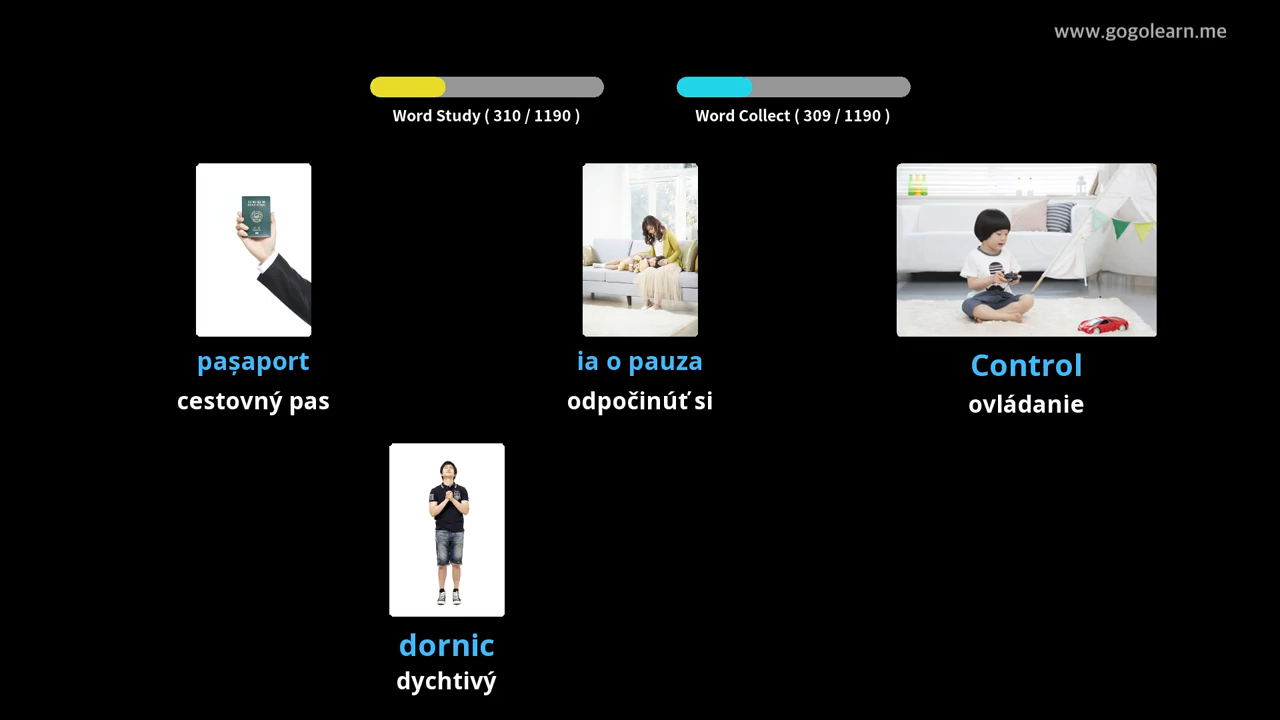 www.gogolearn.me
Word Study ( 310 / 1190 )
Word Collect ( 309 / 1190 )
pașaport
cestovný pas
ia o pauza
odpočinúť si
Control
ovládanie
dornic
dychtivý